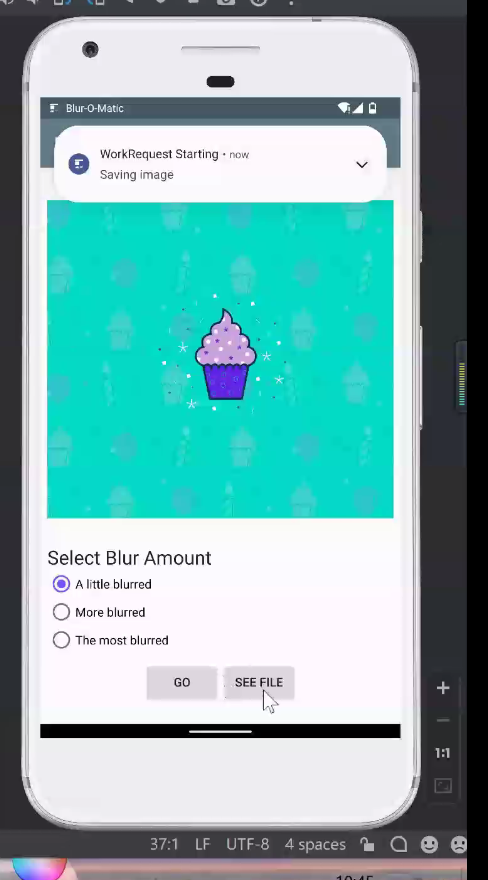 Blur-O-Matic
WorkRequest Starting • now
Saving image
Select Blur Amount
A little blurred
More blurred
The most blurred
GO
SEE FILE
1:1
37:1 LF UTF-8 4 spaces